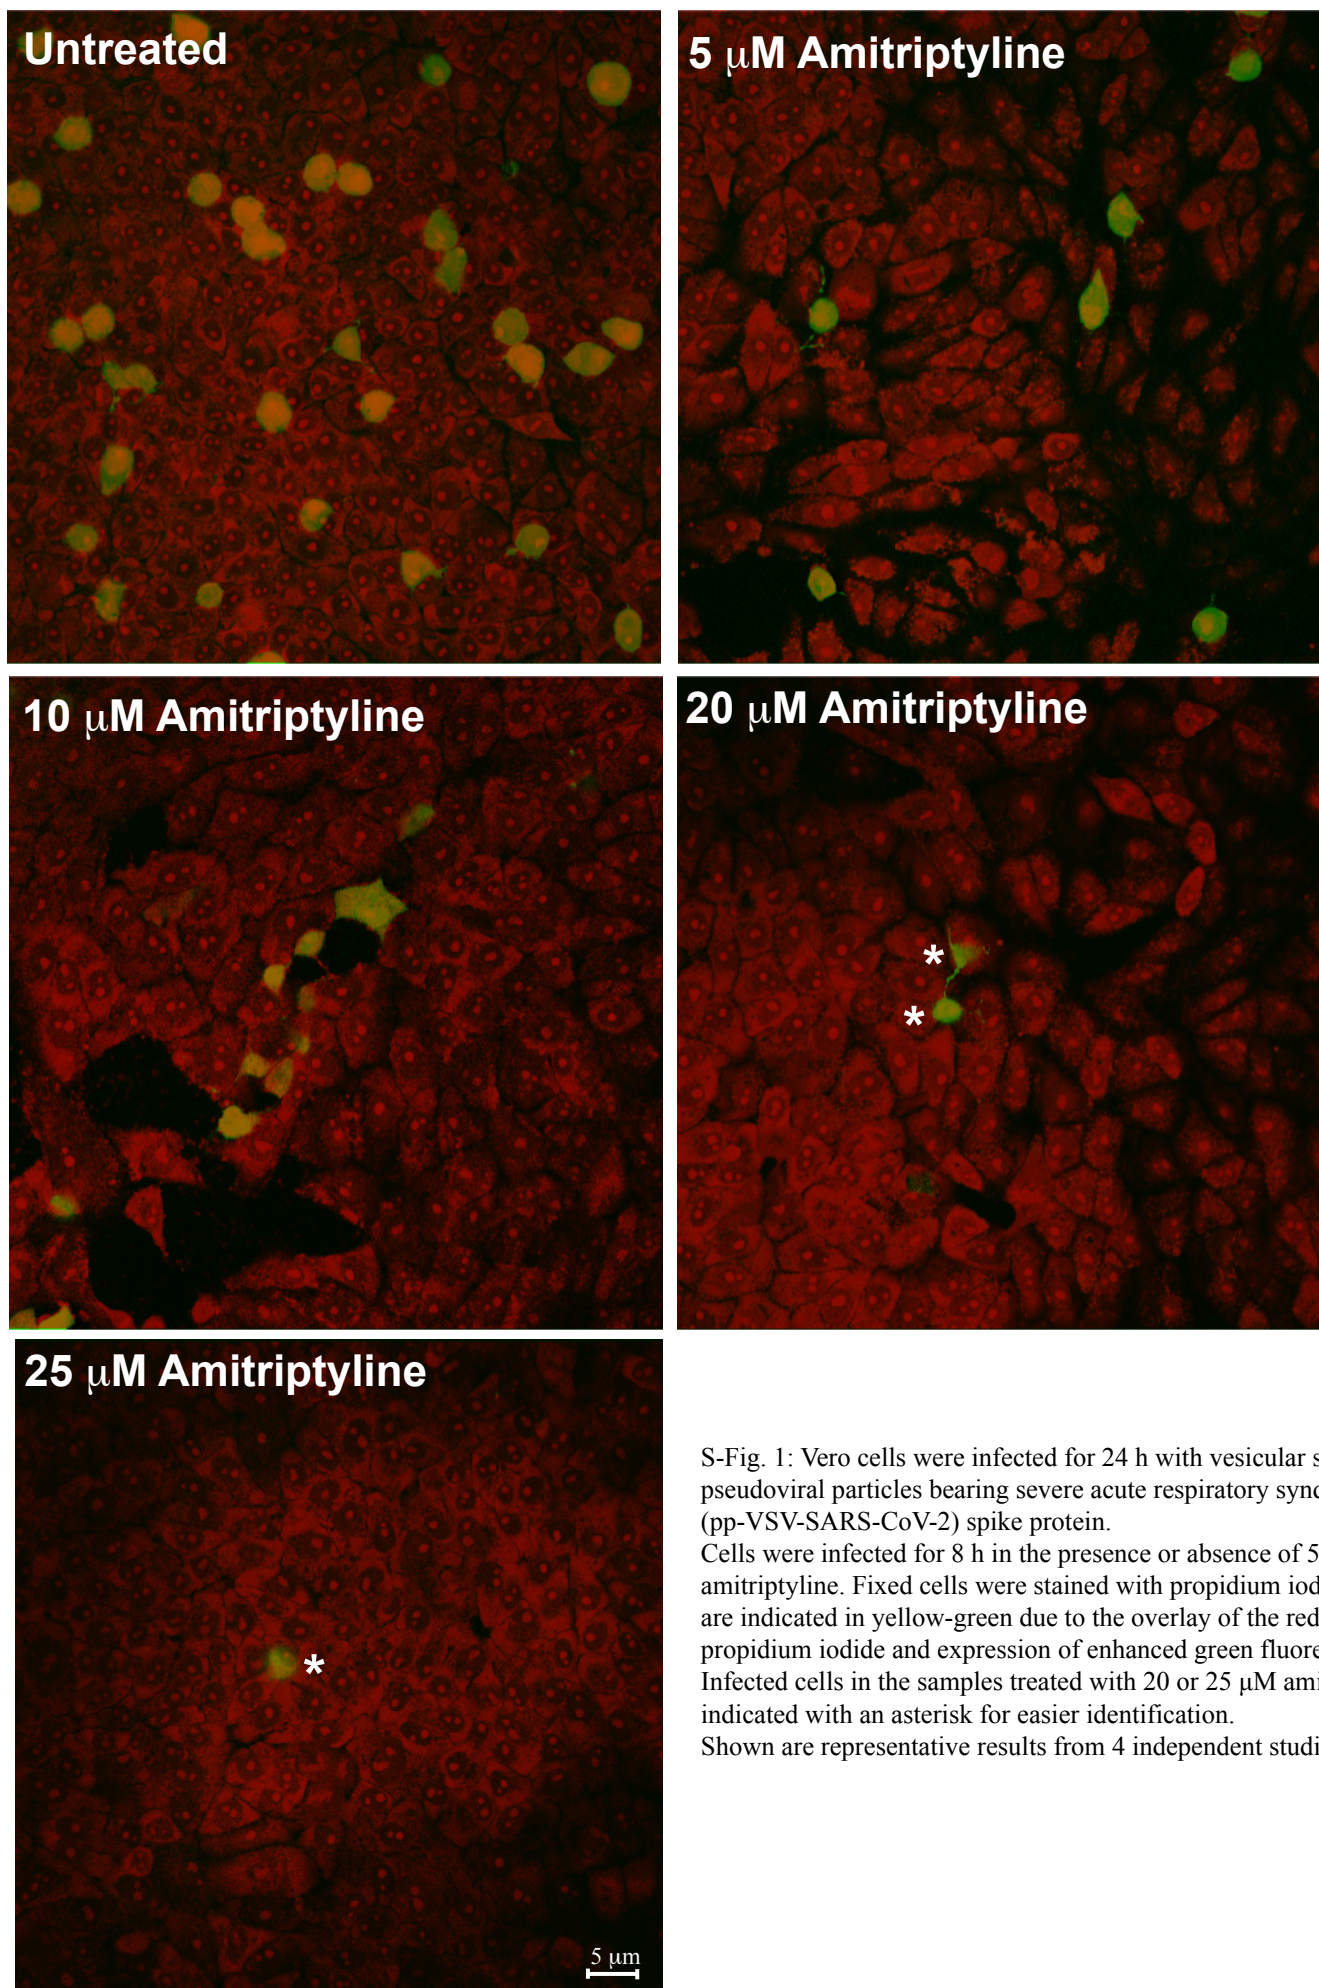 Untreated
5 μM Amitriptyline
10 μM Amitriptyline
20 μM Amitriptyline
*
*
25 μM Amitriptyline
*
5 μm
S-Fig. 1: Vero cells were infected for 24 h with vesicular
pseudoviral particles bearing severe acute respiratory
(pp-VSV-SARS-CoV-2) spike protein.
Cells were infected for 8 h in the presence or absence of 5
amitriptyline. Fixed cells were stained with propidium
are indicated in yellow-green due to the overlay of the red
propidium iodide and expression of enhanced green
Infected cells in the samples treated with 20 or 25 μM
indicated with an asterisk for easier identification.
Shown are representative results from 4 independent